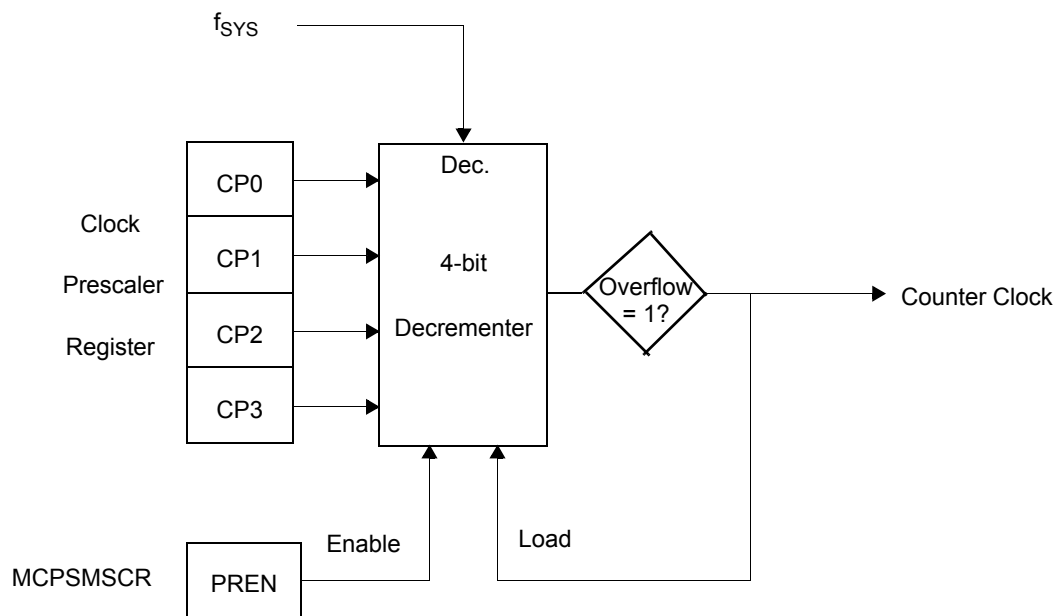 fSYS
CP0
CP1
CP2
CP3
Clock
Prescaler
Register
Dec.
4-bit
Decrementer
Overflow
= 1?
Counter Clock
Enable
Load
MCPSMSCR
PREN